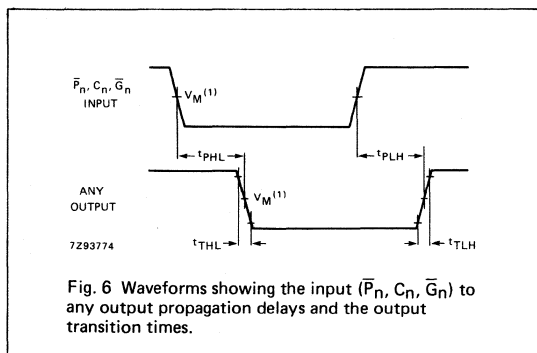 P̅n, Cn, G̅n
INPUT
VM(1)
tPHL
tPLH
ANY
OUTPUT
VM(1)
7Z93774
tTHL
tTLH
Fig. 6 Waveforms showing the input (P̅n, Cn, G̅n) to
any output propagation delays and the output
transition times.